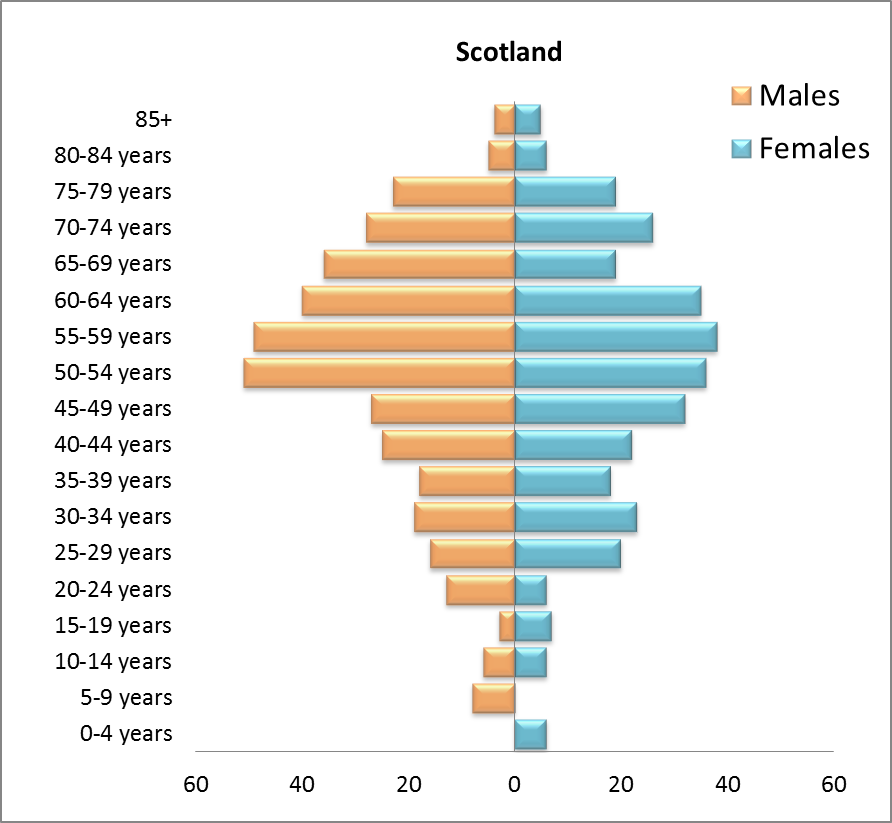 Scotland
Males
Females
85+
80-84 years
75-79 years
70-74 years
65-69 years
60-64 years
55-59 years
50-54 years
45-49 years
40-44 years
35-39 years
30-34 years
25-29 years
20-24 years
15-19 years
10-14 years
5-9 years
0-4 years
60 40 20 0 20 40 60